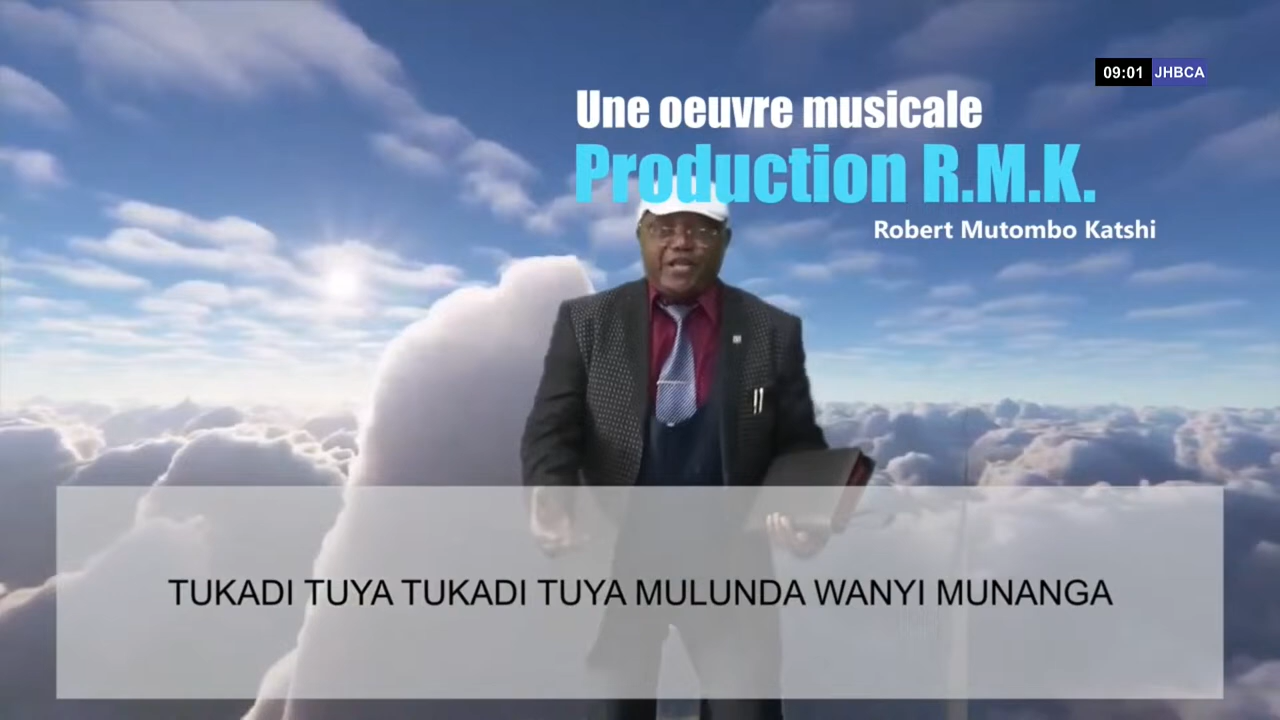 09:01 JHBCA
Une oeuvre musicale
Production R.M.K.
Robert Mutombo Katshi
TUKADI TUYA TUKADI TUYA MULUNDA WANYI MUNANGA